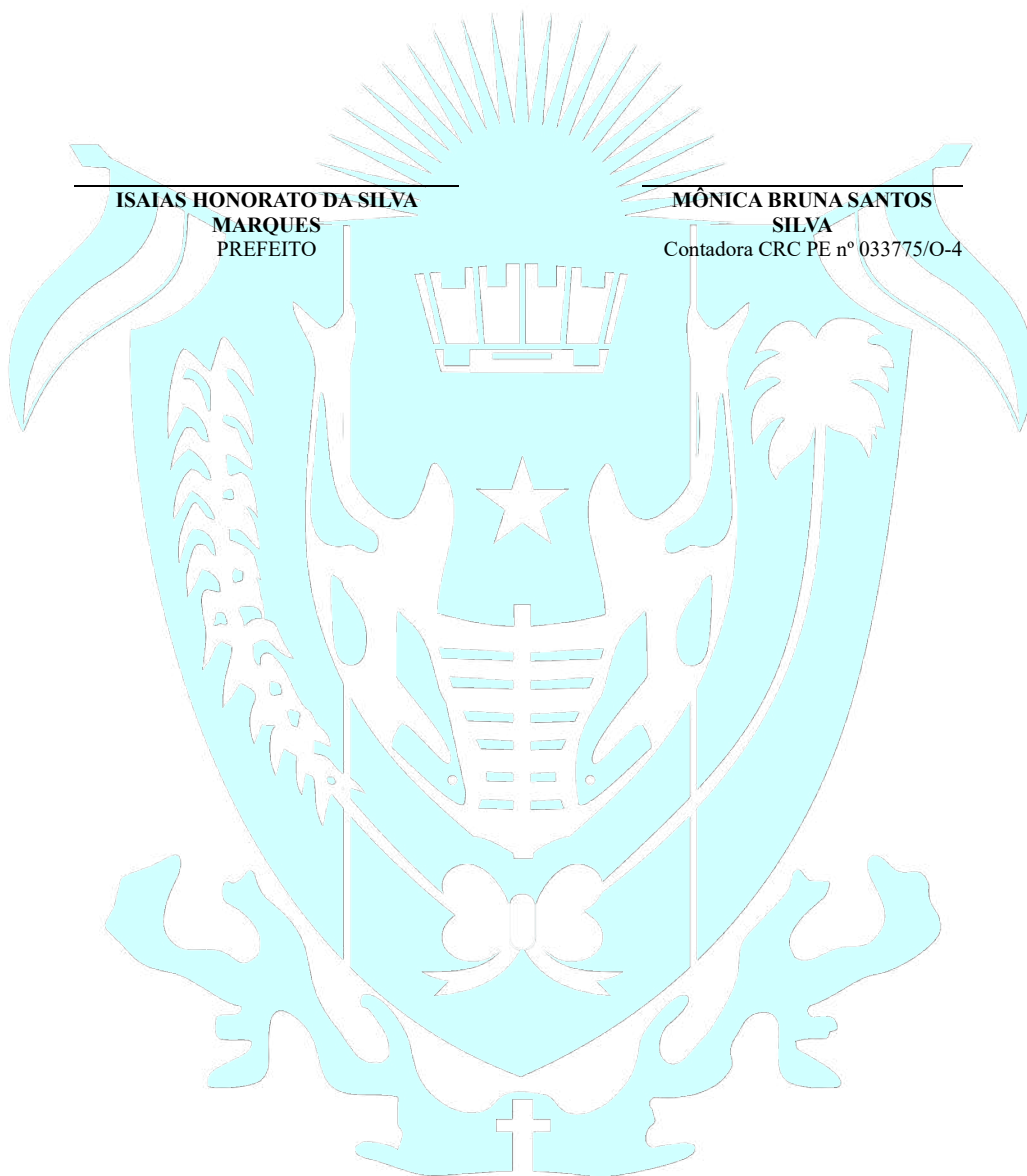 ISAIAS HONORATO DA SILVA
MARQUES
PREFEITO
MÔNICA BRUNA SANTOS
SILVA
Contadora CRC PE nº 033775/O-4